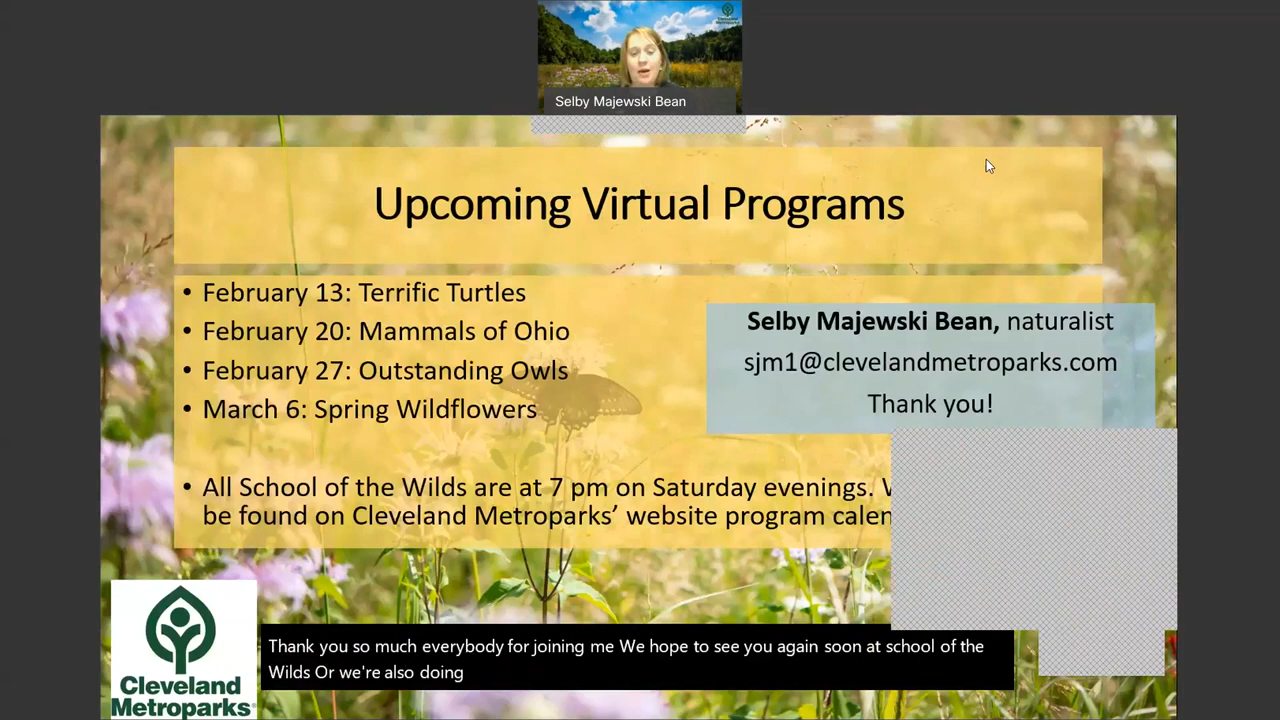 Cleveland
Metroparks
Selby Majewski Bean
Upcoming Virtual Programs
• February 13: Terrific Turtles
• February 20: Mammals of Ohio
• February 27: Outstanding Owls
• March 6: Spring Wildflowers
• All School of the Wilds are at 7 pm on Saturday evenings.
be found on Cleveland Metroparks’ website program
Selby Majewski Bean, naturalist
sjm1@clevelandmetroparks.com
Thank you!
Cleveland
Metroparks
Thank you so much everybody for joining me We hope to see you again soon at school of the
Wilds Or we're also doing